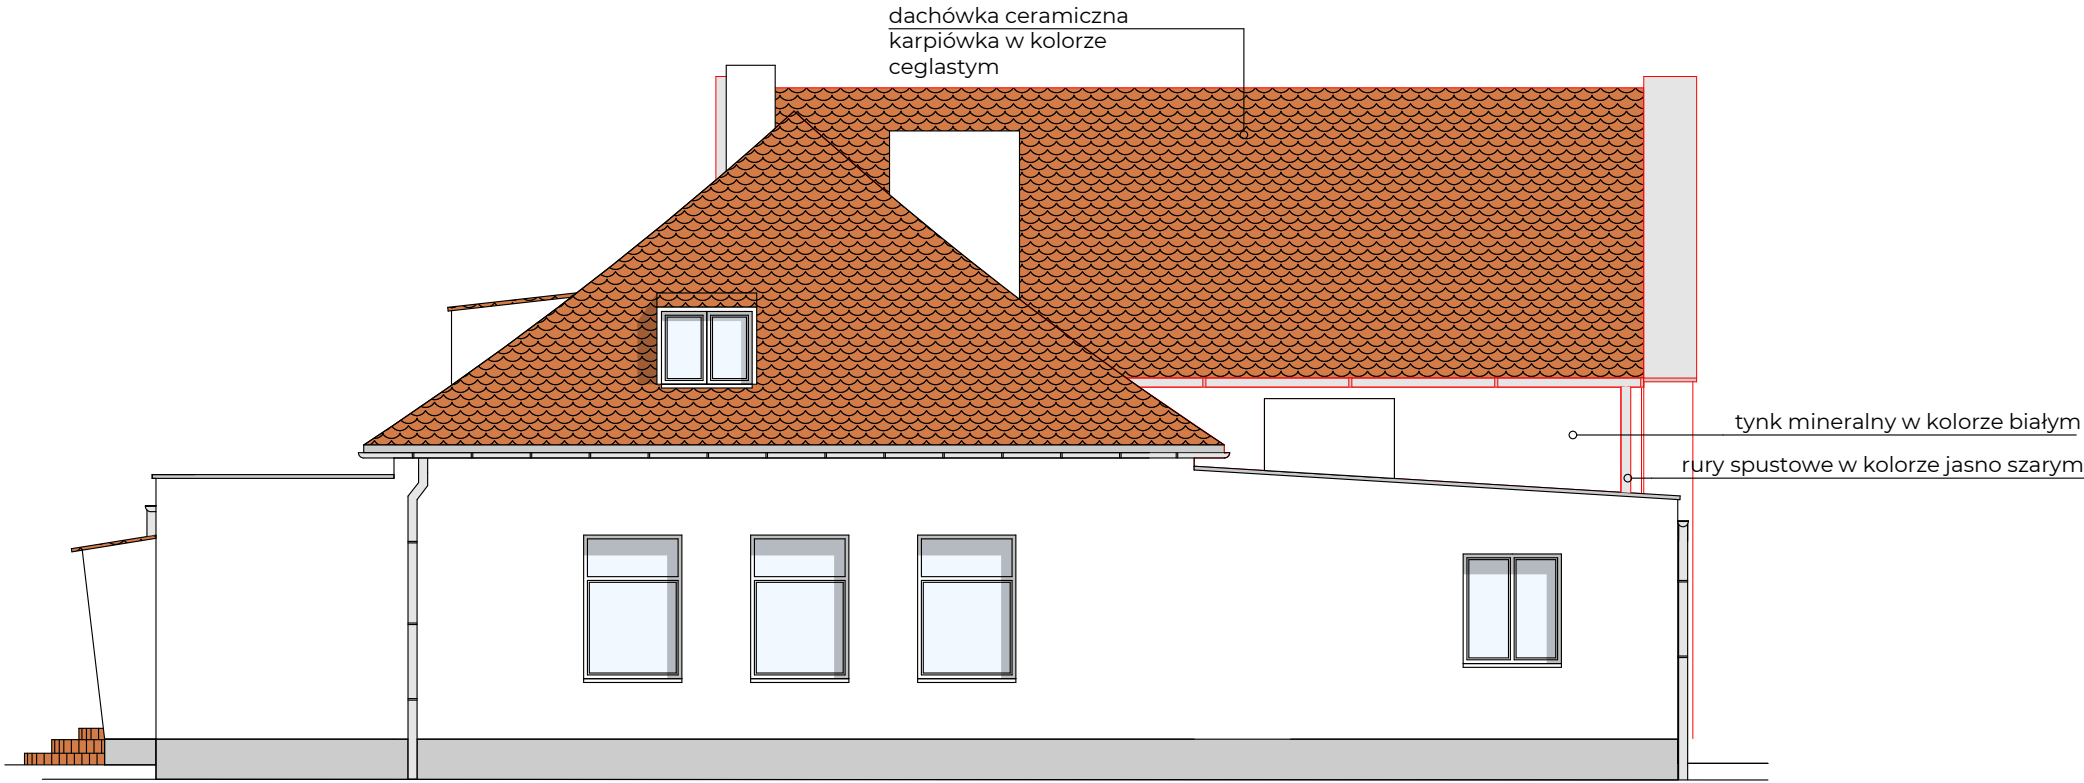 dachówka ceramiczna
karpiówka w kolorze
ceglastym
tynk mineralny w kolorze białym
rury spustowe w kolorze jasno szarym